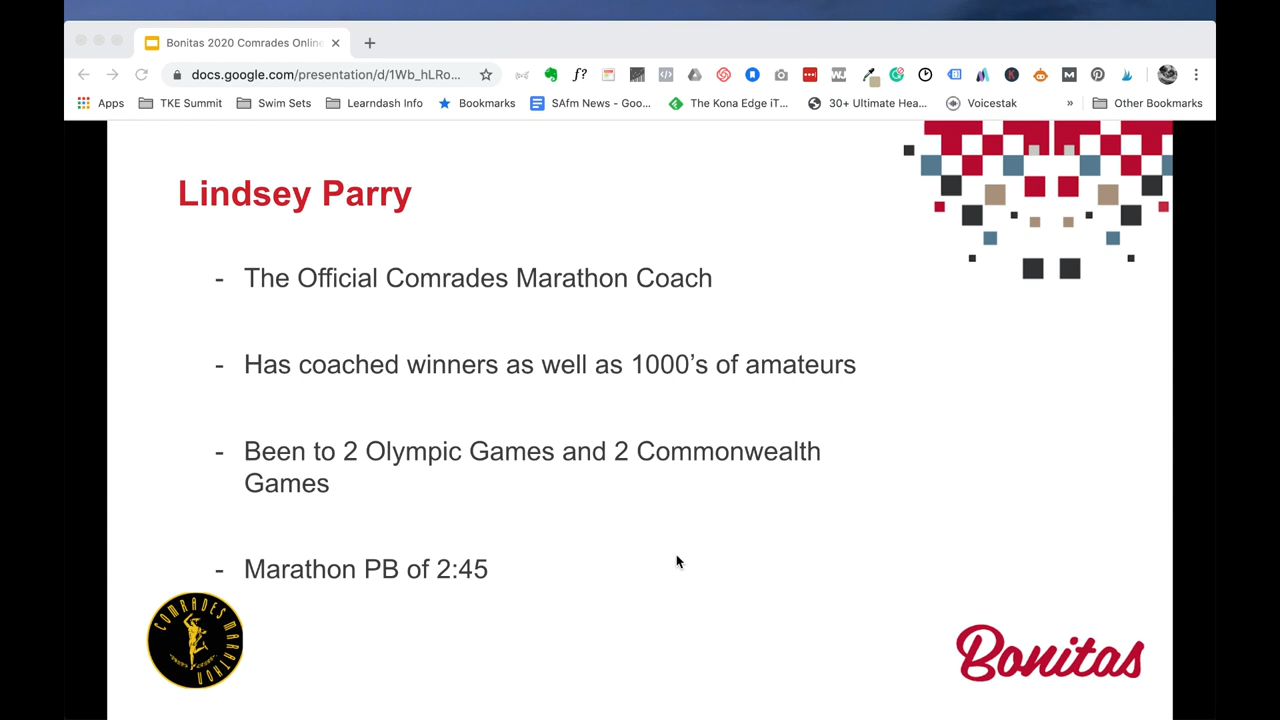 Bonitas 2020 Comrades Onlin
docs.google.com/presentation/d/1Wb_hLRo...
Apps
TKE Summit
Swim Sets
Learndash Info
Bookmarks
SAfm News - Goo...
The Kona Edge iT...
30+ Ultimate Hea...
Voicestak
»
Other Bookmarks
Lindsey Parry
- The Official Comrades Marathon Coach
- Has coached winners as well as 1000’s of amateurs
- Been to 2 Olympic Games and 2 Commonwealth
Games
- Marathon PB of 2:45
COMRADES MARATHON
Bonitas